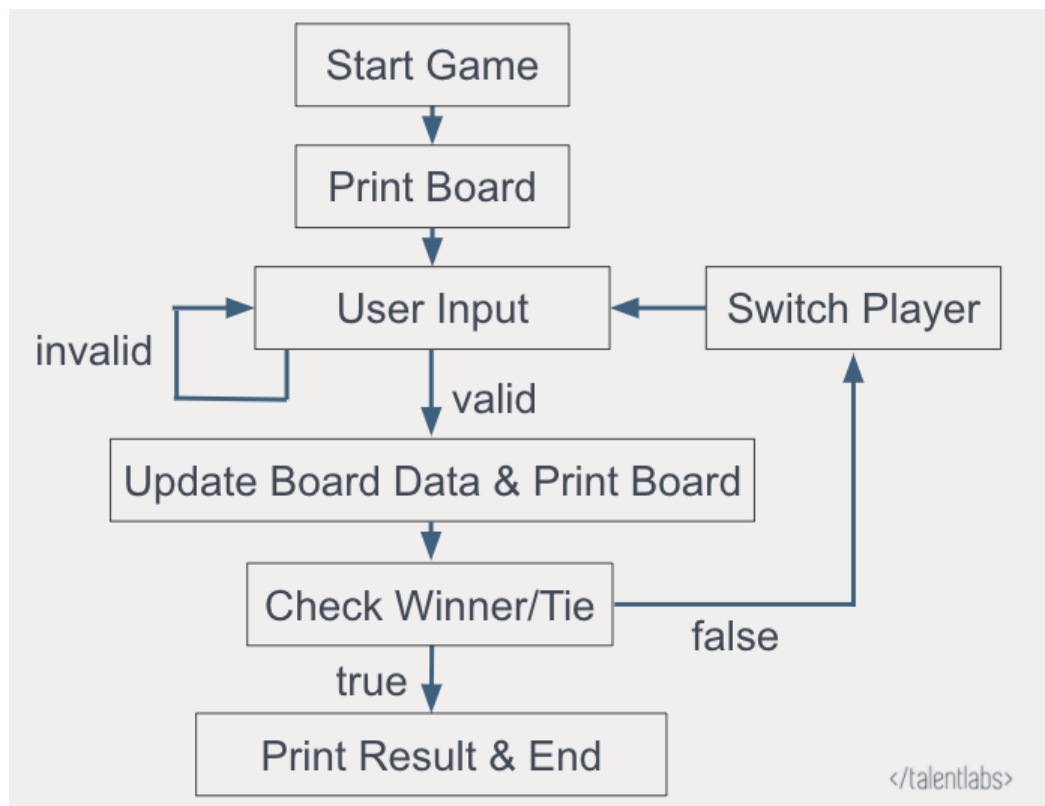 Start Game
Print Board
User Input
Switch Player
invalid
valid
Update Board Data & Print Board
Check Winner/Tie
false
true
Print Result & End
</talentlabs>